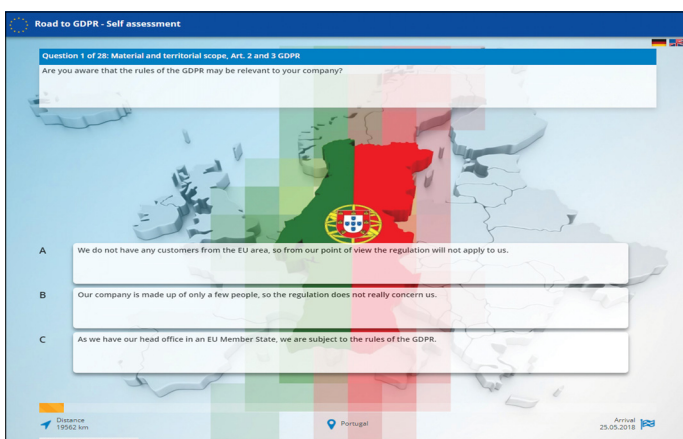 Road to GDPR - Self assessment
Question 1 of 28: Material and territorial scope, Art. 2 and 3 GDPR
Are you aware that the rules of the GDPR may be relevant to your company?
A
We do not have any customers from the EU area, so from our point of view the regulation will not apply to us.
B
Our company is made up of only a few people, so the regulation does not really concern us.
C
As we have our head office in an EU Member State, we are subject to the rules of the GDPR.
Distance
19562 km
Portugal
Arrival
25.05.2018